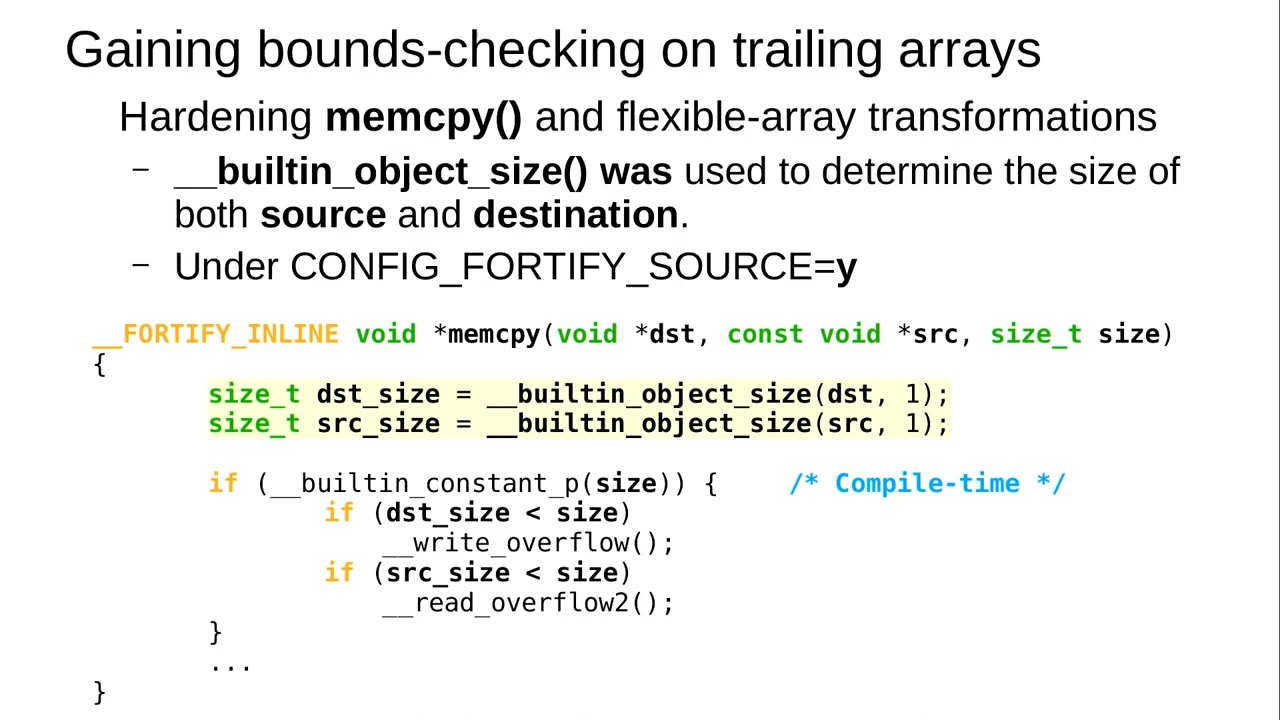 Gaining bounds-checking on trailing arrays
Hardening memcpy() and flexible-array transformations
– __builtin_object_size() was used to determine the size of
both source and destination.
– Under CONFIG_FORTIFY_SOURCE=y
__FORTIFY_INLINE void *memcpy(void *dst, const void *src, size_t size)
{
size_t dst_size = __builtin_object_size(dst, 1);
size_t src_size = __builtin_object_size(src, 1);
if (__builtin_constant_p(size)) { /* Compile-time */
if (dst_size < size)
__write_overflow();
if (src_size < size)
__read_overflow2();
}
...
}